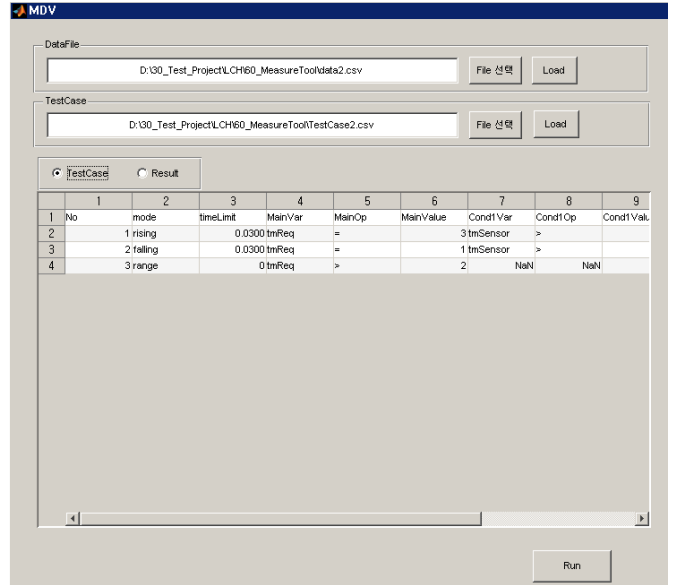 MDV
DataFile
D:\30_Test_Project\LCH\60_MeasureTool\data2.csv File 선택 Load
TestCase
D:\30_Test_Project\LCH\60_MeasureTool\TestCase2.csv File 선택 Load
TestCase Result
1 2 3 4 5 6 7 8 9
1 No mode timeLimit MainVar MainOp MainValue Cond1Var Cond1Op Cond1Valu
2 1 rising 0.0300 tmReq = 3 tmSensor >
3 2 falling 0.0300 tmReq = 1 tmSensor >
4 3 range 0 tmReq > 2 NaN NaN
Run